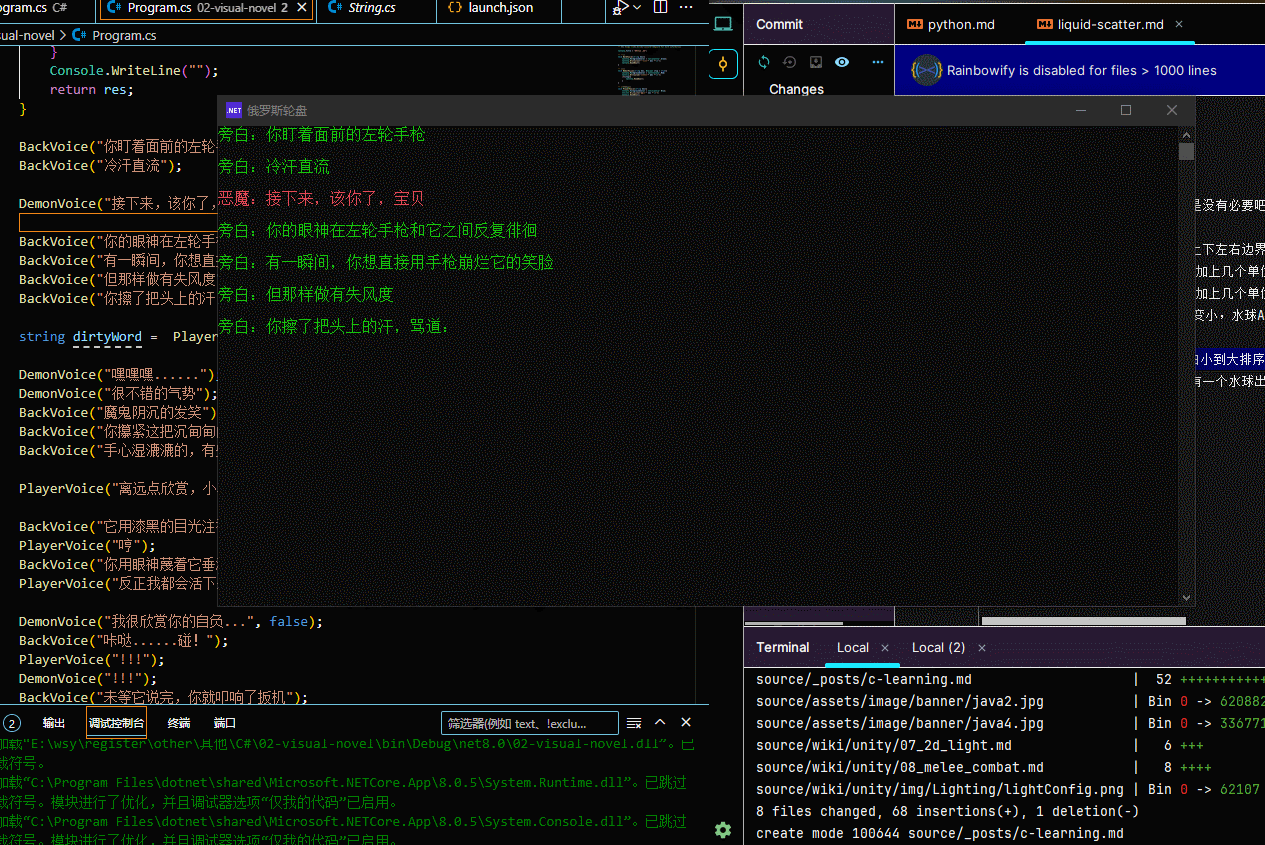 ogram.cs C#
Program.cs 02-visual-novel 2
String.cs
launch.json
ual-novel > Program.cs
}
Console.WriteLine("");
return res;
}
BackVoice("你盯着面前的左轮
BackVoice("冷汗直流");
DemonVoice("接下来，该你了，
BackVoice("你的眼神在左轮手
BackVoice("有一瞬间，你想直
BackVoice("但那样做有失风度
BackVoice("你擦了把头上的汗
string dirtyWord = Player
DemonVoice("嘿嘿嘿......")
DemonVoice("很不错的气势");
BackVoice("魔鬼阴沉的发笑")
BackVoice("你攥紧这把沉甸甸
BackVoice("手心湿漉漉的，有
PlayerVoice("离远点欣赏，小
BackVoice("它用漆黑的目光注
PlayerVoice("哼");
BackVoice("你用眼神蔑着它垂
PlayerVoice("反正我都会活下
DemonVoice("我很欣赏你的自负...", false);
BackVoice("咔哒......碰! ");
PlayerVoice("!!!");
DemonVoice("!!!");
BackVoice("未等它说完，你就叩响了扳机");
.NET 俄罗斯轮盘
旁白：你盯着面前的左轮手枪
旁白：冷汗直流
恶魔：接下来，该你了，宝贝
旁白：你的眼神在左轮手枪和它之间反复徘徊
旁白：有一瞬间，你想直接用手枪崩烂它的笑脸
旁白：但那样做有失风度
旁白：你擦了把头上的汗，骂道：
2 输出 调试控制台 终端 端口 筛选器(例如 text、!exclu...
加载“E:\wsy\register\other\其他\C#\02-visual-novel\bin\Debug\net8.0\02-visual-novel.dll”。已
载符号。
加载“C:\Program Files\dotnet\shared\Microsoft.NETCore.App\8.0.5\System.Runtime.dll”。已跳过
载符号。模块进行了优化，并且调试器选项“仅我的代码”已启用。
加载“C:\Program Files\dotnet\shared\Microsoft.NETCore.App\8.0.5\System.Console.dll”。已跳过
载符号。模块进行了优化，并且调试器选项“仅我的代码”已启用。
Commit
Changes
python.md
liquid-scatter.md
Rainbowify is disabled for files > 1000 lines
是没有必要吧
上下左右边界
加上几个单位
加上几个单位
变小，水球A
小到大排序
有一个水球出
Terminal Local Local (2)
source/_posts/c-learning.md | 52 +++++++++++
source/assets/image/banner/java2.jpg | Bin 0 -> 620882
source/assets/image/banner/java4.jpg | Bin 0 -> 336771
source/wiki/unity/07_2d_light.md | 6 +++
source/wiki/unity/08_melee_combat.md | 8 ++++
source/wiki/unity/img/Lighting/lightConfig.png | Bin 0 -> 62107
8 files changed, 68 insertions(+), 1 deletion(-)
create mode 100644 source/_posts/c-learning.md